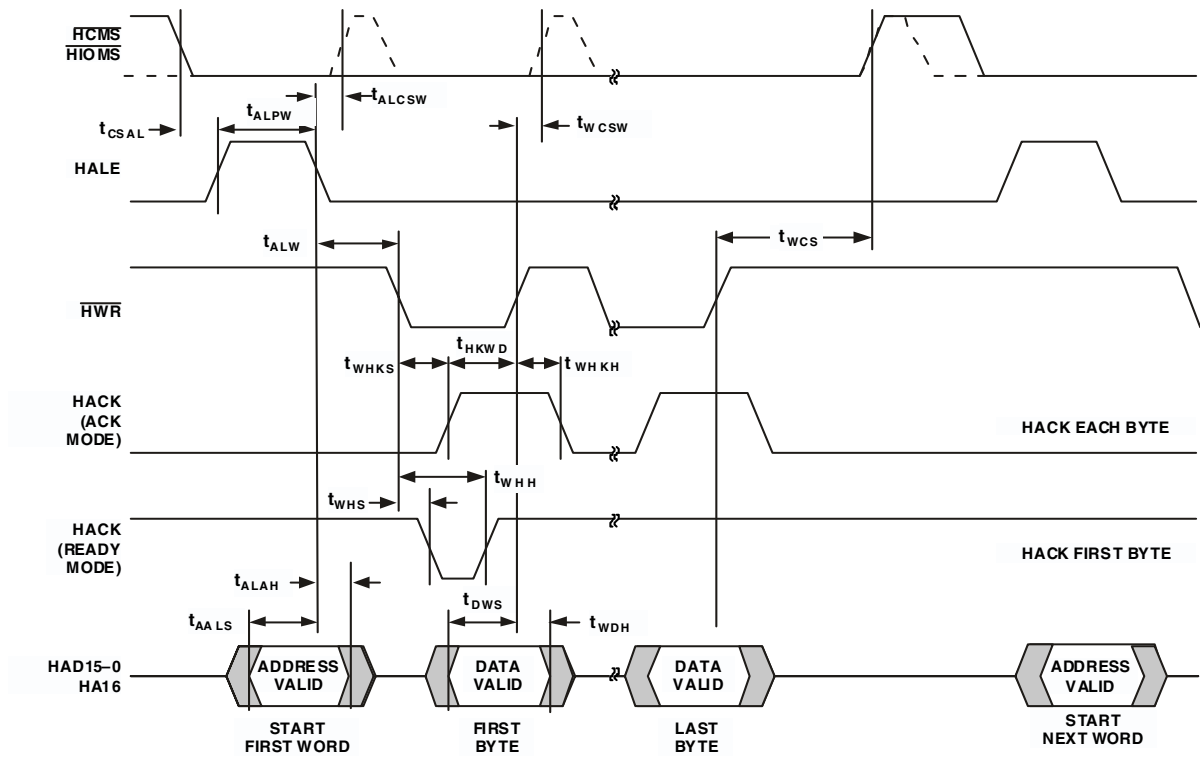 HCMS
HIOMS
tALCSW
tALPW
tCSAL
tWCSW
HALE
tALW
tWCS
HWR
tHKWD
tWHKS
tWHKH
HACK
(ACK
MODE)
HACK EACH BYTE
tWHH
tWHS
HACK
(READY
MODE)
HACK FIRST BYTE
tALAH
tDWS
tAALS
tWDH
HAD15–0
HA16
ADDRESS
VALID
DATA
VALID
DATA
VALID
ADDRESS
VALID
START
FIRST WORD
FIRST
BYTE
LAST
BYTE
START
NEXT WORD